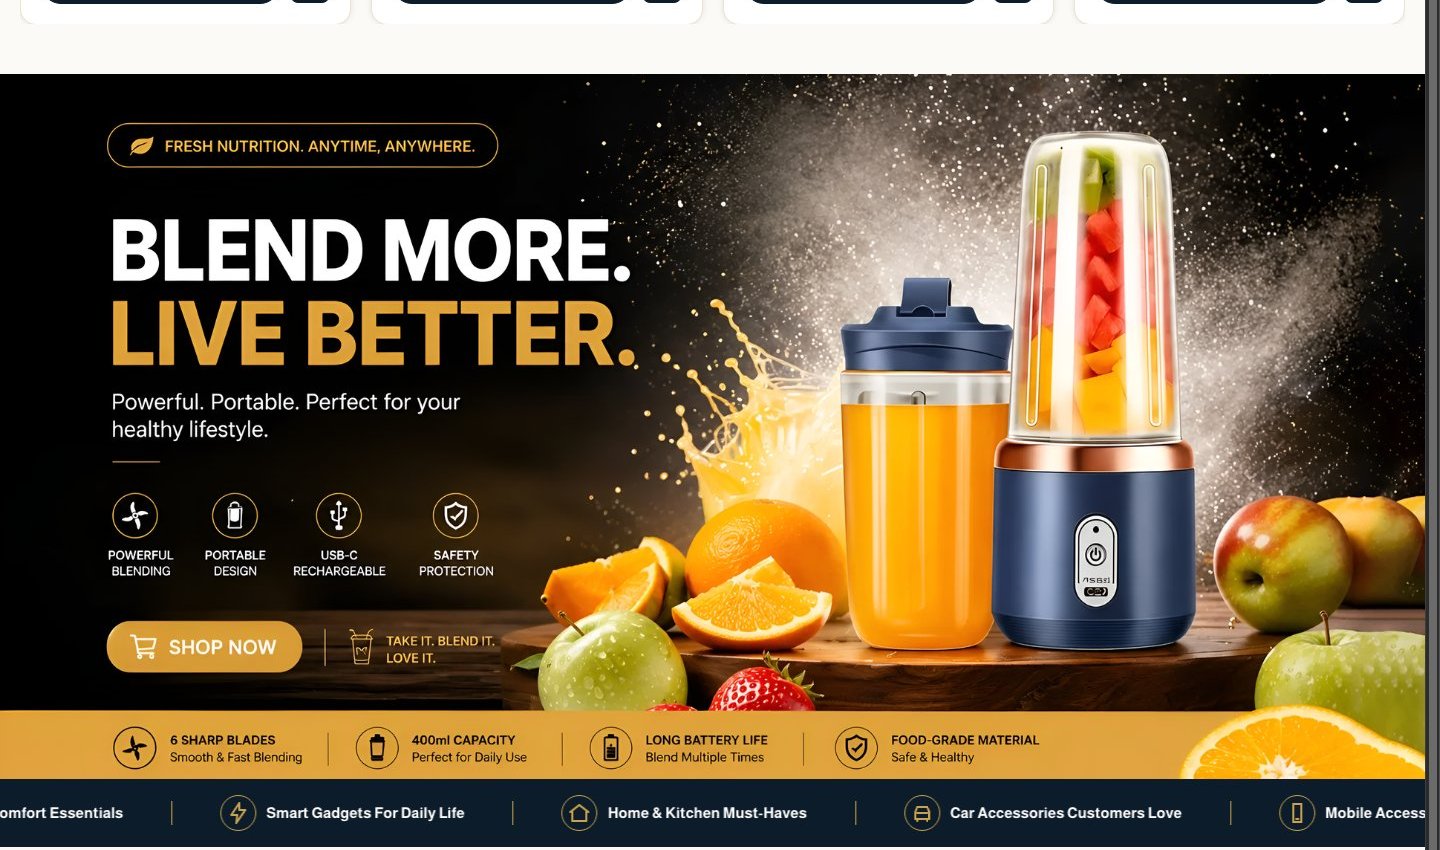 FRESH NUTRITION. ANYTIME, ANYWHERE.
BLEND MORE.
LIVE BETTER.
Powerful. Portable. Perfect for your
healthy lifestyle.
POWERFUL
BLENDING
PORTABLE
DESIGN
USB-C
RECHARGEABLE
SAFETY
PROTECTION
SHOP NOW
TAKE IT. BLEND IT.
LOVE IT.
6 SHARP BLADES
Smooth & Fast Blending
400ml CAPACITY
Perfect for Daily Use
LONG BATTERY LIFE
Blend Multiple Times
FOOD-GRADE MATERIAL
Safe & Healthy
omfort Essentials
Smart Gadgets For Daily Life
Home & Kitchen Must-Haves
Car Accessories Customers Love
Mobile Access